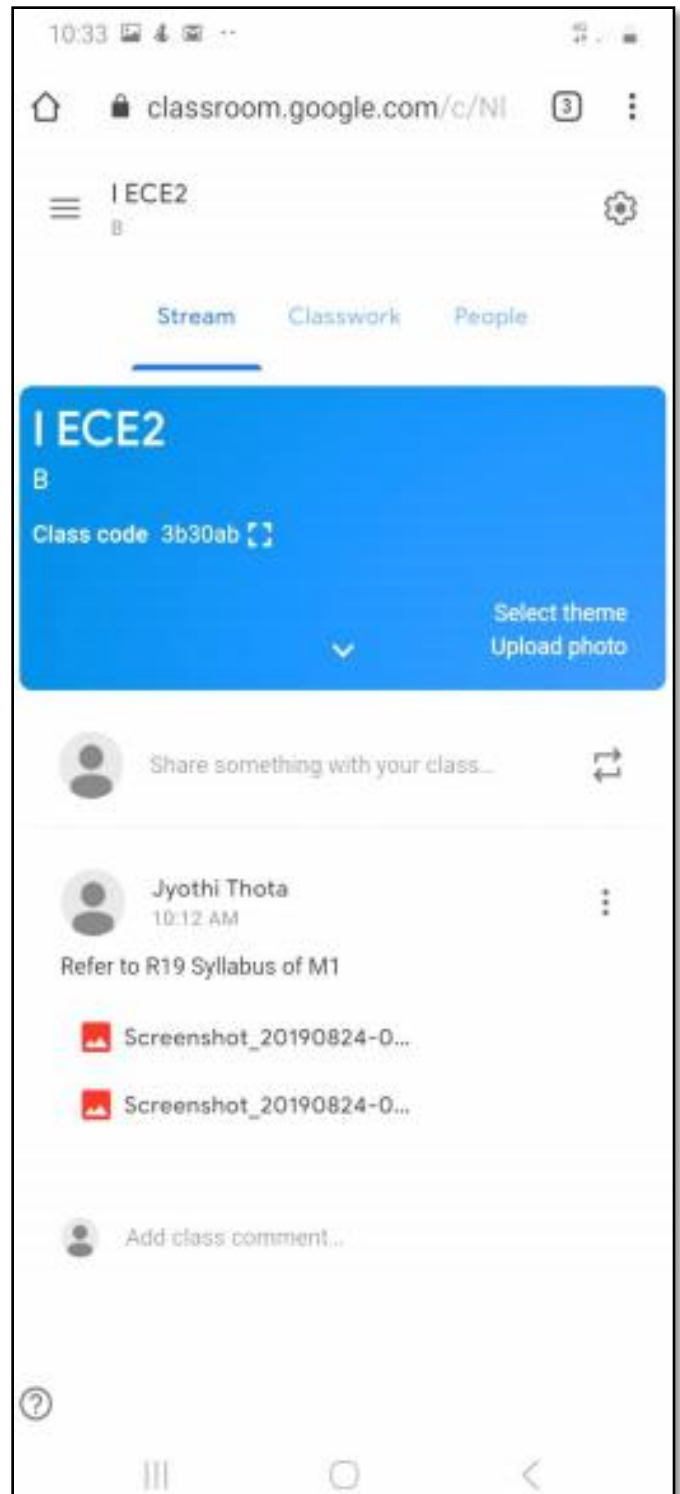 10:33
classroom.google.com/c/Nl 3
I ECE2
B
Stream Classwork People
I ECE2
B
Class code 3b30ab
Select theme
Upload photo
Share something with your class...
Jyothi Thota
10:12 AM
Refer to R19 Syllabus of M1
Screenshot_20190824-0...
Screenshot_20190824-0...
Add class comment...